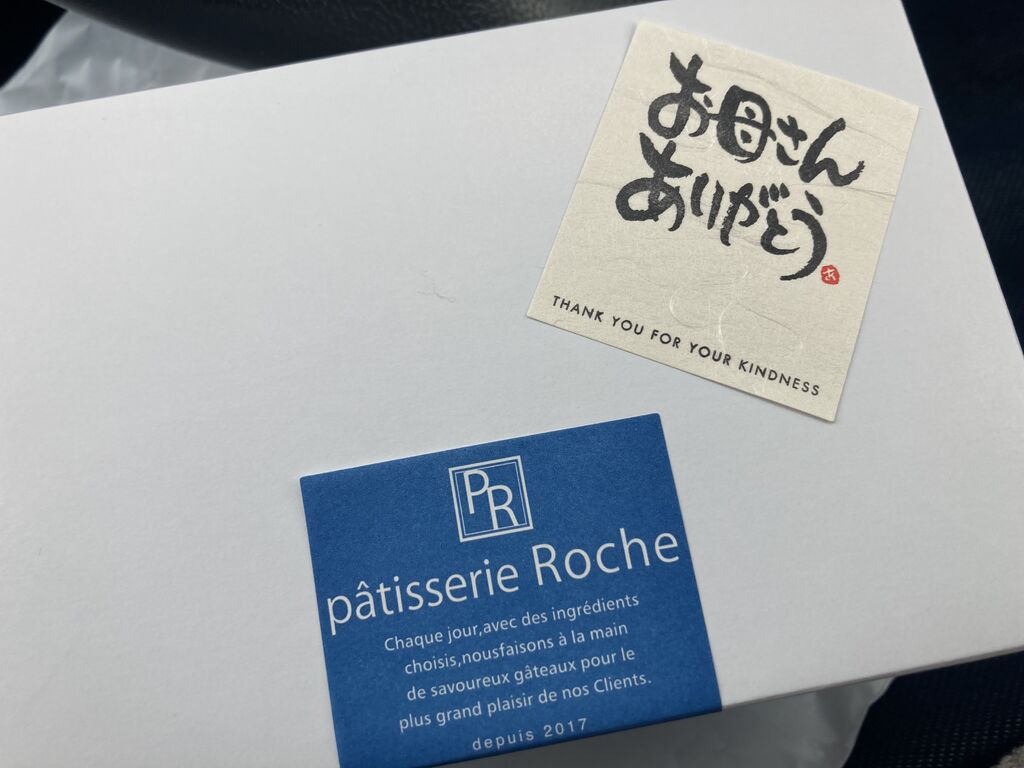 お母さん
ありがとう
あ
THANK YOU FOR YOUR KINDNESS
PR
pâtisserie Roche
Chaque jour,avec des ingrédients
choisis,nousfaisons à la main
de savoureux gâteaux pour le
plus grand plaisir de nos Clients.
depuis 2017